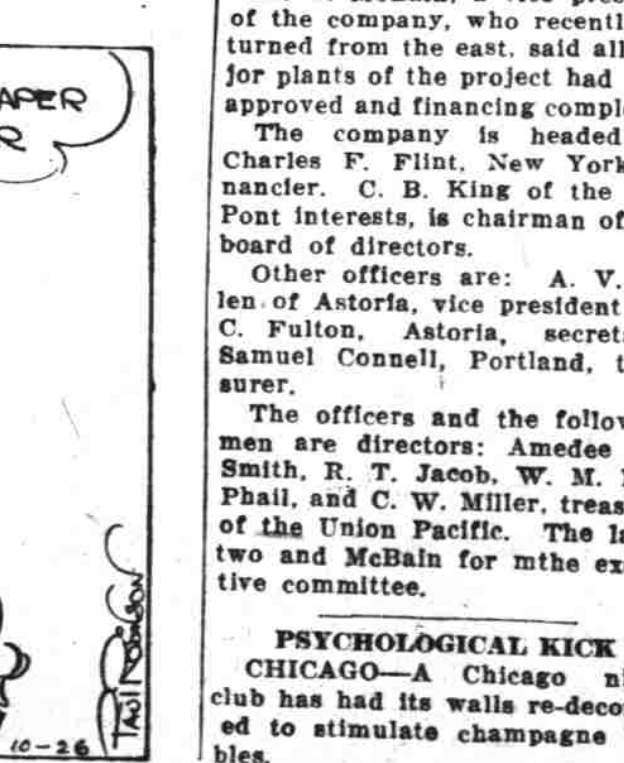 APER
R
PAUL ROBINSON
10-26
of the company, who recentl
turned from the east, said all
jor plants of the project had
approved and financing comple
The company is headed
Charles F. Flint, New York
nancier. C. B. King of the
Pont interests, is chairman of
board of directors.
Other officers are: A. V.
len of Astoria, vice president
C. Fulton, Astoria, secret
Samuel Connell, Portland, t
surer.
The officers and the follow
men are directors: Amedee
Smith, R. T. Jacob, W. M.
Phail, and C. W. Miller, treas
of the Union Pacific. The la
two and McBain for mthe ex
tive committee.
PSYCHOLOGICAL KICK
CHICAGO—A Chicago ni
club has had its walls re-deco
ed to stimulate champagne
bles.